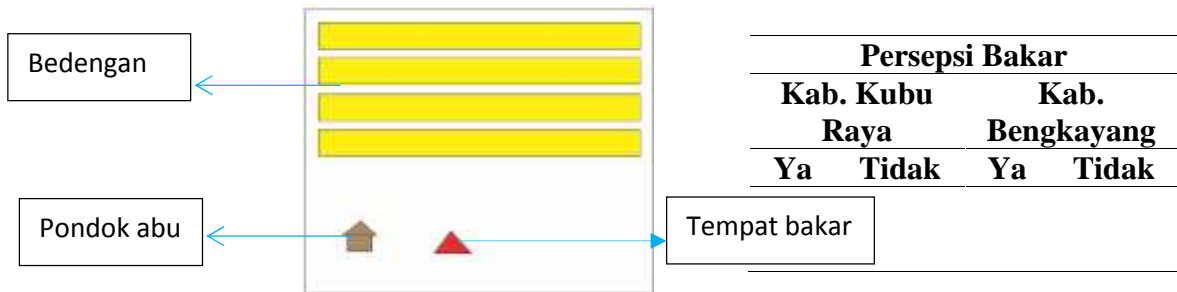 Bedengan
Pondok abu
Tempat bakar
Persepsi Bakar
Kab. Kubu Kab.
Raya Bengkayang
Ya Tidak Ya Tidak